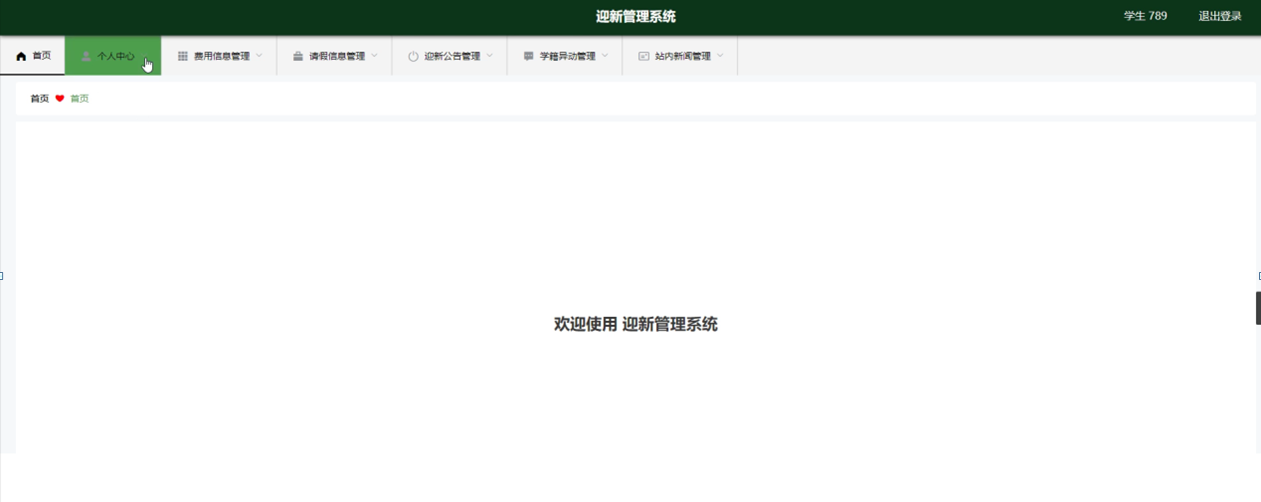 迎新管理系统 学生 789 退出登录
首页 个人中心 费用信息管理 请假信息管理 迎新公告管理 学籍异动管理 站内新闻管理
首页 首页
欢迎使用 迎新管理系统